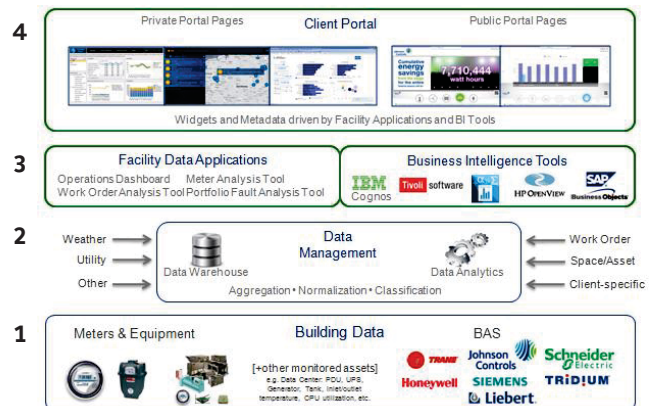 4
Private Portal Pages
Client Portal
Public Portal Pages
Cumulative
energy
savings
7,710,444
watt hours
Widgets and Metadata driven by Facility Applications and BI Tools
3
Facility Data Applications
Operations Dashboard Meter Analysis Tool
Work Order Analysis Tool Portfolio Fault Analysis Tool
Business Intelligence Tools
IBM
Cognos
Tivoli software
HP OPENVIEW
SAP
Business Objects
2
Weather
Utility
Other
Data
Management
Data Warehouse
Data Analytics
Aggregation • Normalization • Classification
Work Order
Space/Asset
Client-specific
1
Meters & Equipment
Building Data
BAS
[+other monitored assets]
e.g. Data Center: PDU, UPS,
Generator, Tank, inlet/outlet
temperature, CPU utilization, etc.
TRANE
Johnson
Controls
Schneider
Electric
Honeywell
SIEMENS
TRIDIUM
Liebert.